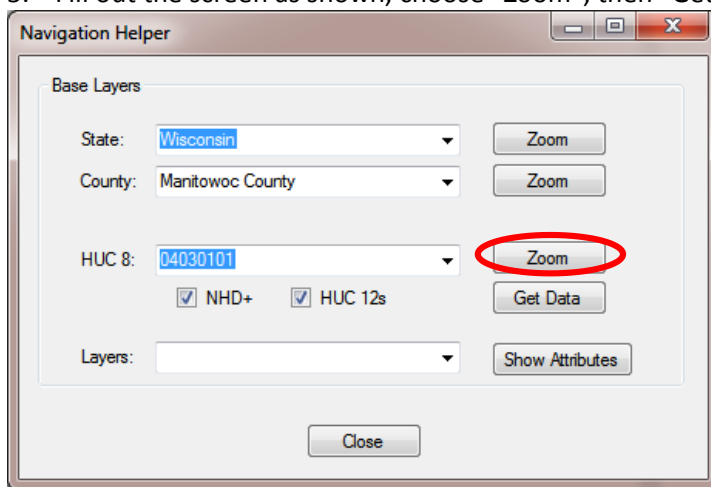 Navigation Helper
Base Layers
State: Wisconsin Zoom
County: Manitowoc County Zoom
HUC 8: 04030101 Zoom
NHD+ HUC 12s Get Data
Layers: Show Attributes
Close